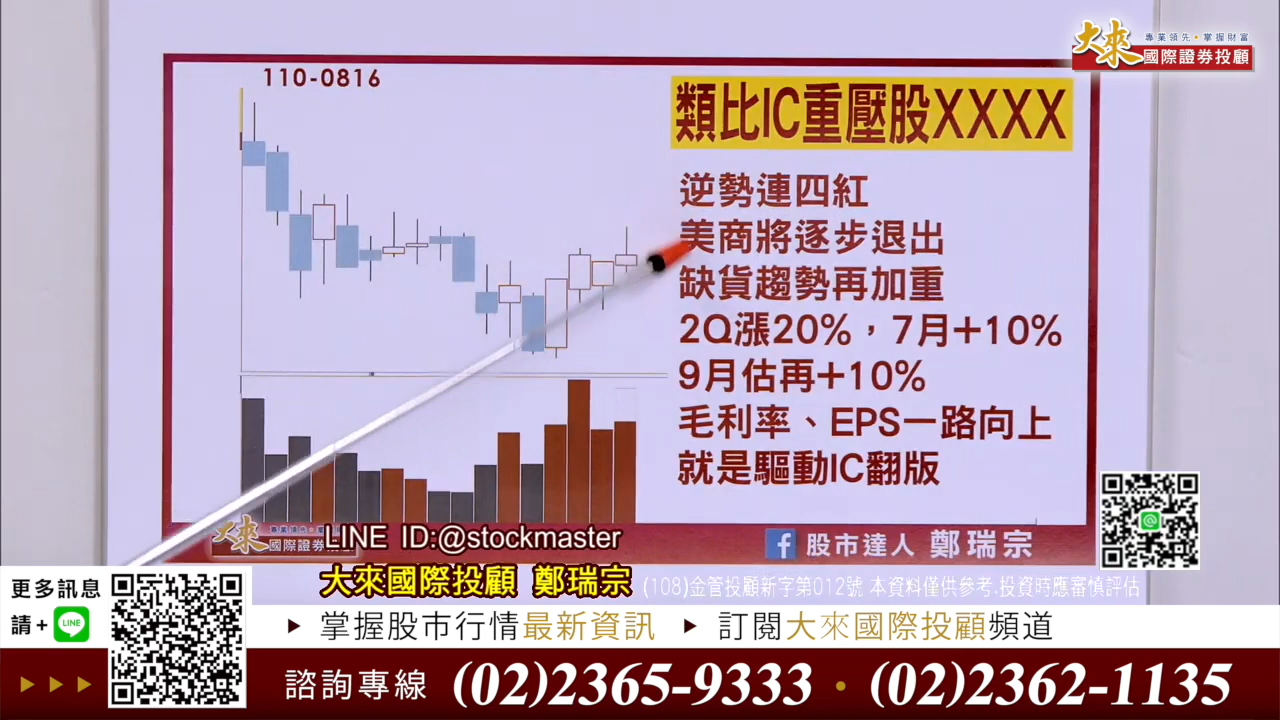 大來
專業領先•掌握財富
國際證券投顧
110-0816
類比IC重壓股XXXX
逆勢連四紅
美商將逐步退出
缺貨趨勢再加重
2Q漲20%，7月+10%
9月估再+10%
毛利率、EPS一路向上
就是驅動IC翻版
大來
國際證券
LINE ID:@stockmaster
股市達人 鄭瑞宗
大來國際投顧 鄭瑞宗
(108)金管投顧新字第012號 本資料僅供參考,投資時應審慎評估
更多訊息
請+
LINE
掌握股市行情最新資訊
訂閱大來國際投顧頻道
諮詢專線 (02)2365-9333 • (02)2362-1135